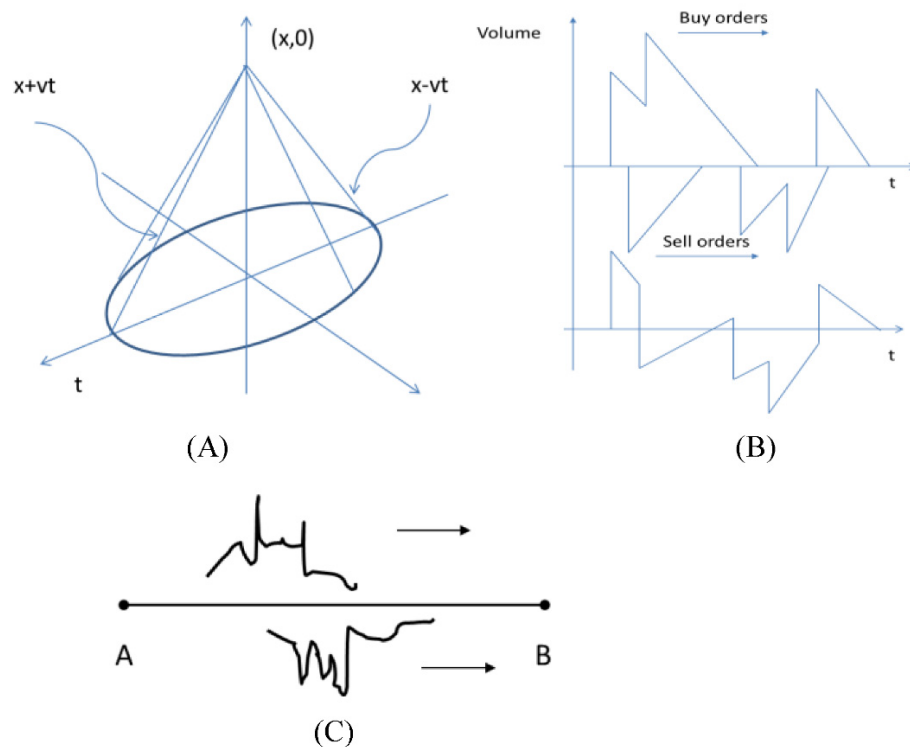 (x,0)
x+vt
x-vt
t
(A)
Volume
Buy orders
t
Sell orders
t
(B)
A
B
(C)